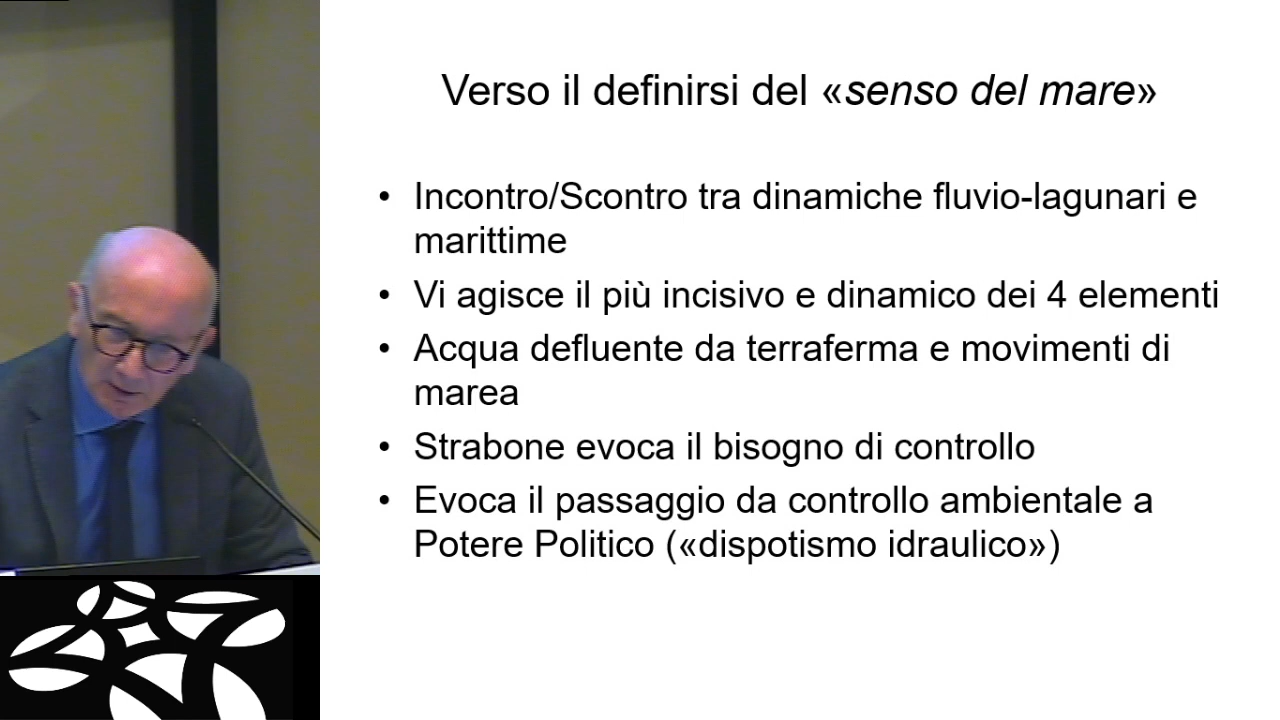 Verso il definirsi del «senso del mare»
• Incontro/Scontro tra dinamiche fluvio-lagunari e
marittime
• Vi agisce il più incisivo e dinamico dei 4 elementi
• Acqua defluente da terraferma e movimenti di
marea
• Strabone evoca il bisogno di controllo
• Evoca il passaggio da controllo ambientale a
Potere Politico («dispotismo idraulico»)